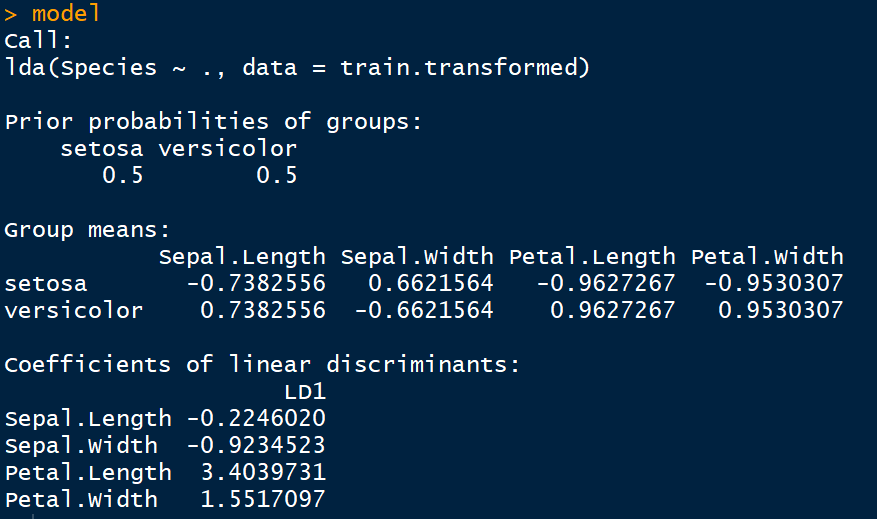 > model
Call:
lda(Species ~ ., data = train.transformed)
Prior probabilities of groups:
    setosa versicolor
       0.5        0.5
Group means:
           Sepal.Length Sepal.Width Petal.Length Petal.Width
setosa       -0.7382556   0.6621564   -0.9627267  -0.9530307
versicolor    0.7382556  -0.6621564    0.9627267   0.9530307
Coefficients of linear discriminants:
                    LD1
Sepal.Length -0.2246020
Sepal.Width  -0.9234523
Petal.Length  3.4039731
Petal.Width   1.5517097